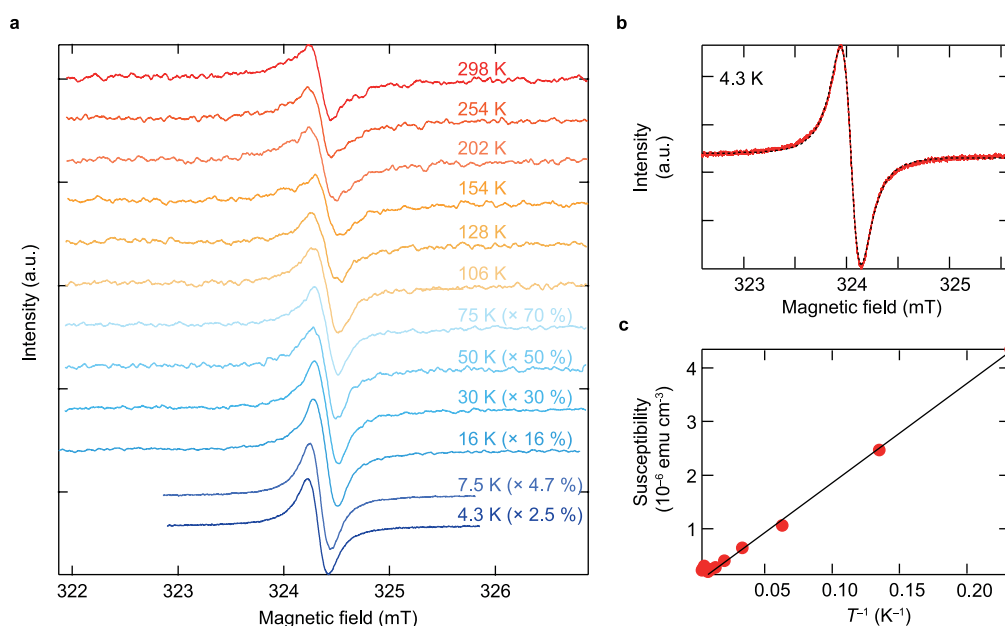 a
298 K
254 K
202 K
154 K
128 K
106 K
75 K (× 70 %)
50 K (× 50 %)
30 K (× 30 %)
16 K (× 16 %)
7.5 K (× 4.7 %)
4.3 K (× 2.5 %)
Intensity (a.u.)
322 323 324 325 326
Magnetic field (mT)
b
4.3 K
Intensity
(a.u.)
323 324 325
Magnetic field (mT)
c
4
3
2
1
Susceptibility
(10⁻⁶ emu cm⁻³)
0.05 0.10 0.15 0.20
T⁻¹ (K⁻¹)